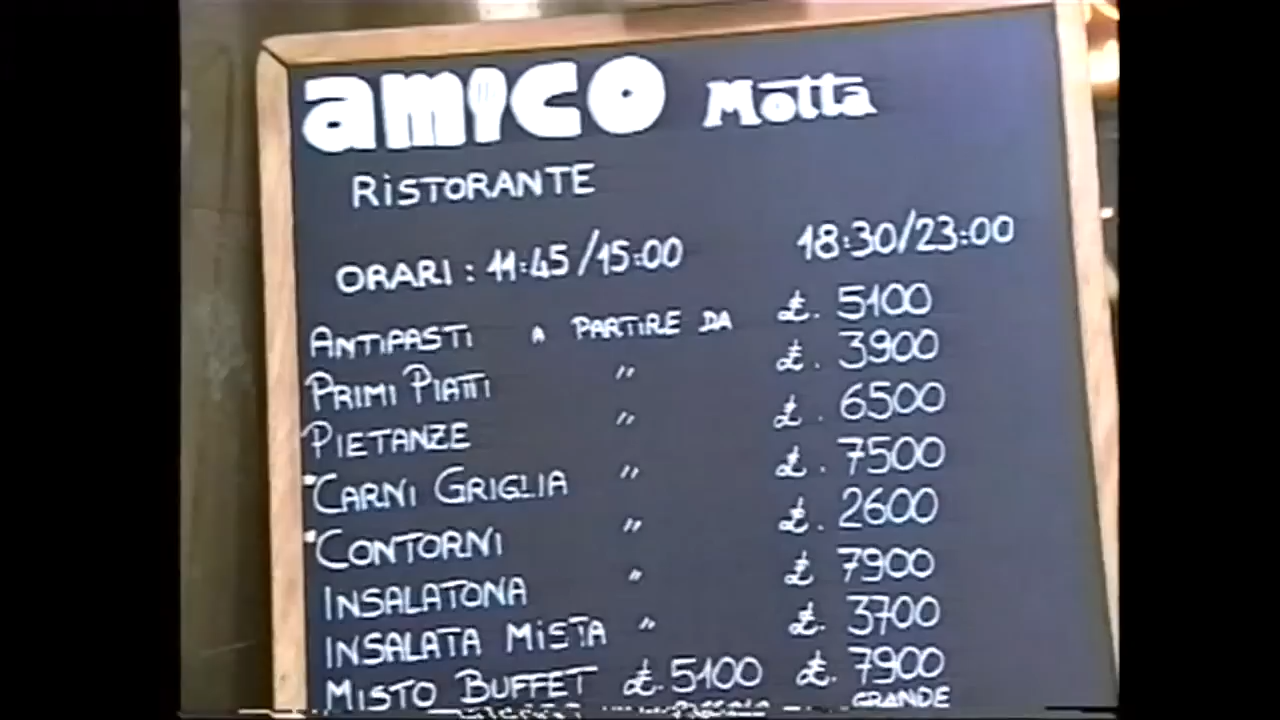 amico Motta
RiSTORANTE
ORARI : 11:45/15:00 18:30/23:00
ANTIPASTI A PARTIRE DA £. 5100
PRIMI PIATTI " £. 3900
PIETANZE " £. 6500
"CARNI GRIGLIA " £. 7500
"CONTORNI " £. 2600
INSALATONA " £ 7900
INSALATA MiSTA " £. 3700
MISTO BUFFET £.5100 £. 7900
PICCOLO GRANDE